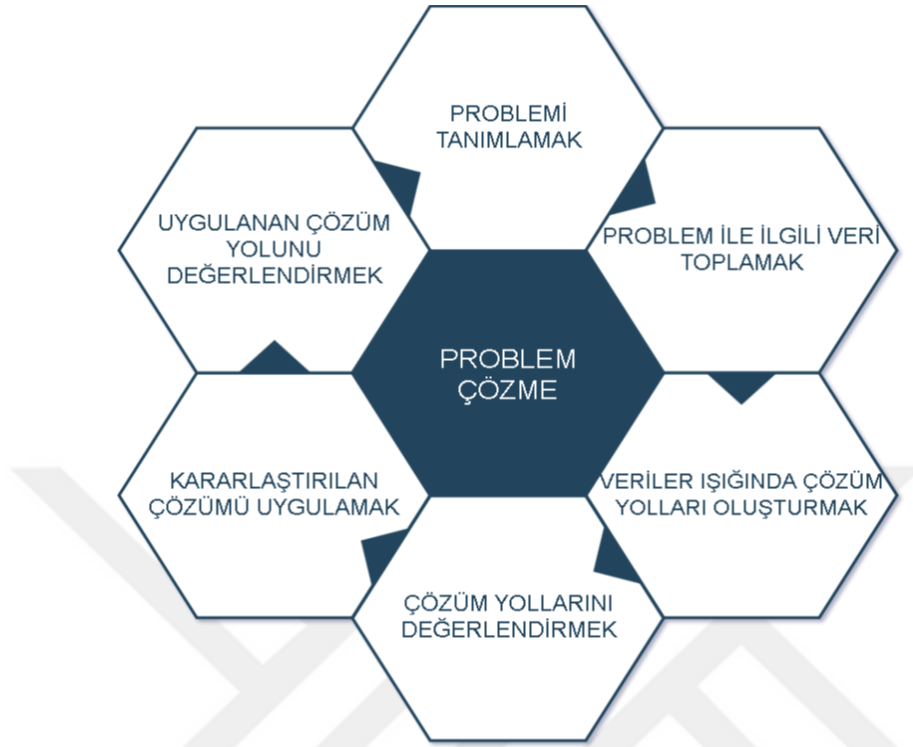 PROBLEMİ
TANIMLAMAK
PROBLEM İLE İLGİLİ VERİ
TOPLAMAK
VERİLER IŞIĞINDA ÇÖZÜM
YOLLARI OLUŞTURMAK
ÇÖZÜM YOLLARINI
DEĞERLENDİRMEK
KARARLAŞTIRILAN
ÇÖZÜMÜ UYGULAMAK
UYGULANAN ÇÖZÜM
YOLUNU
DEĞERLENDİRMEK
PROBLEM
ÇÖZME